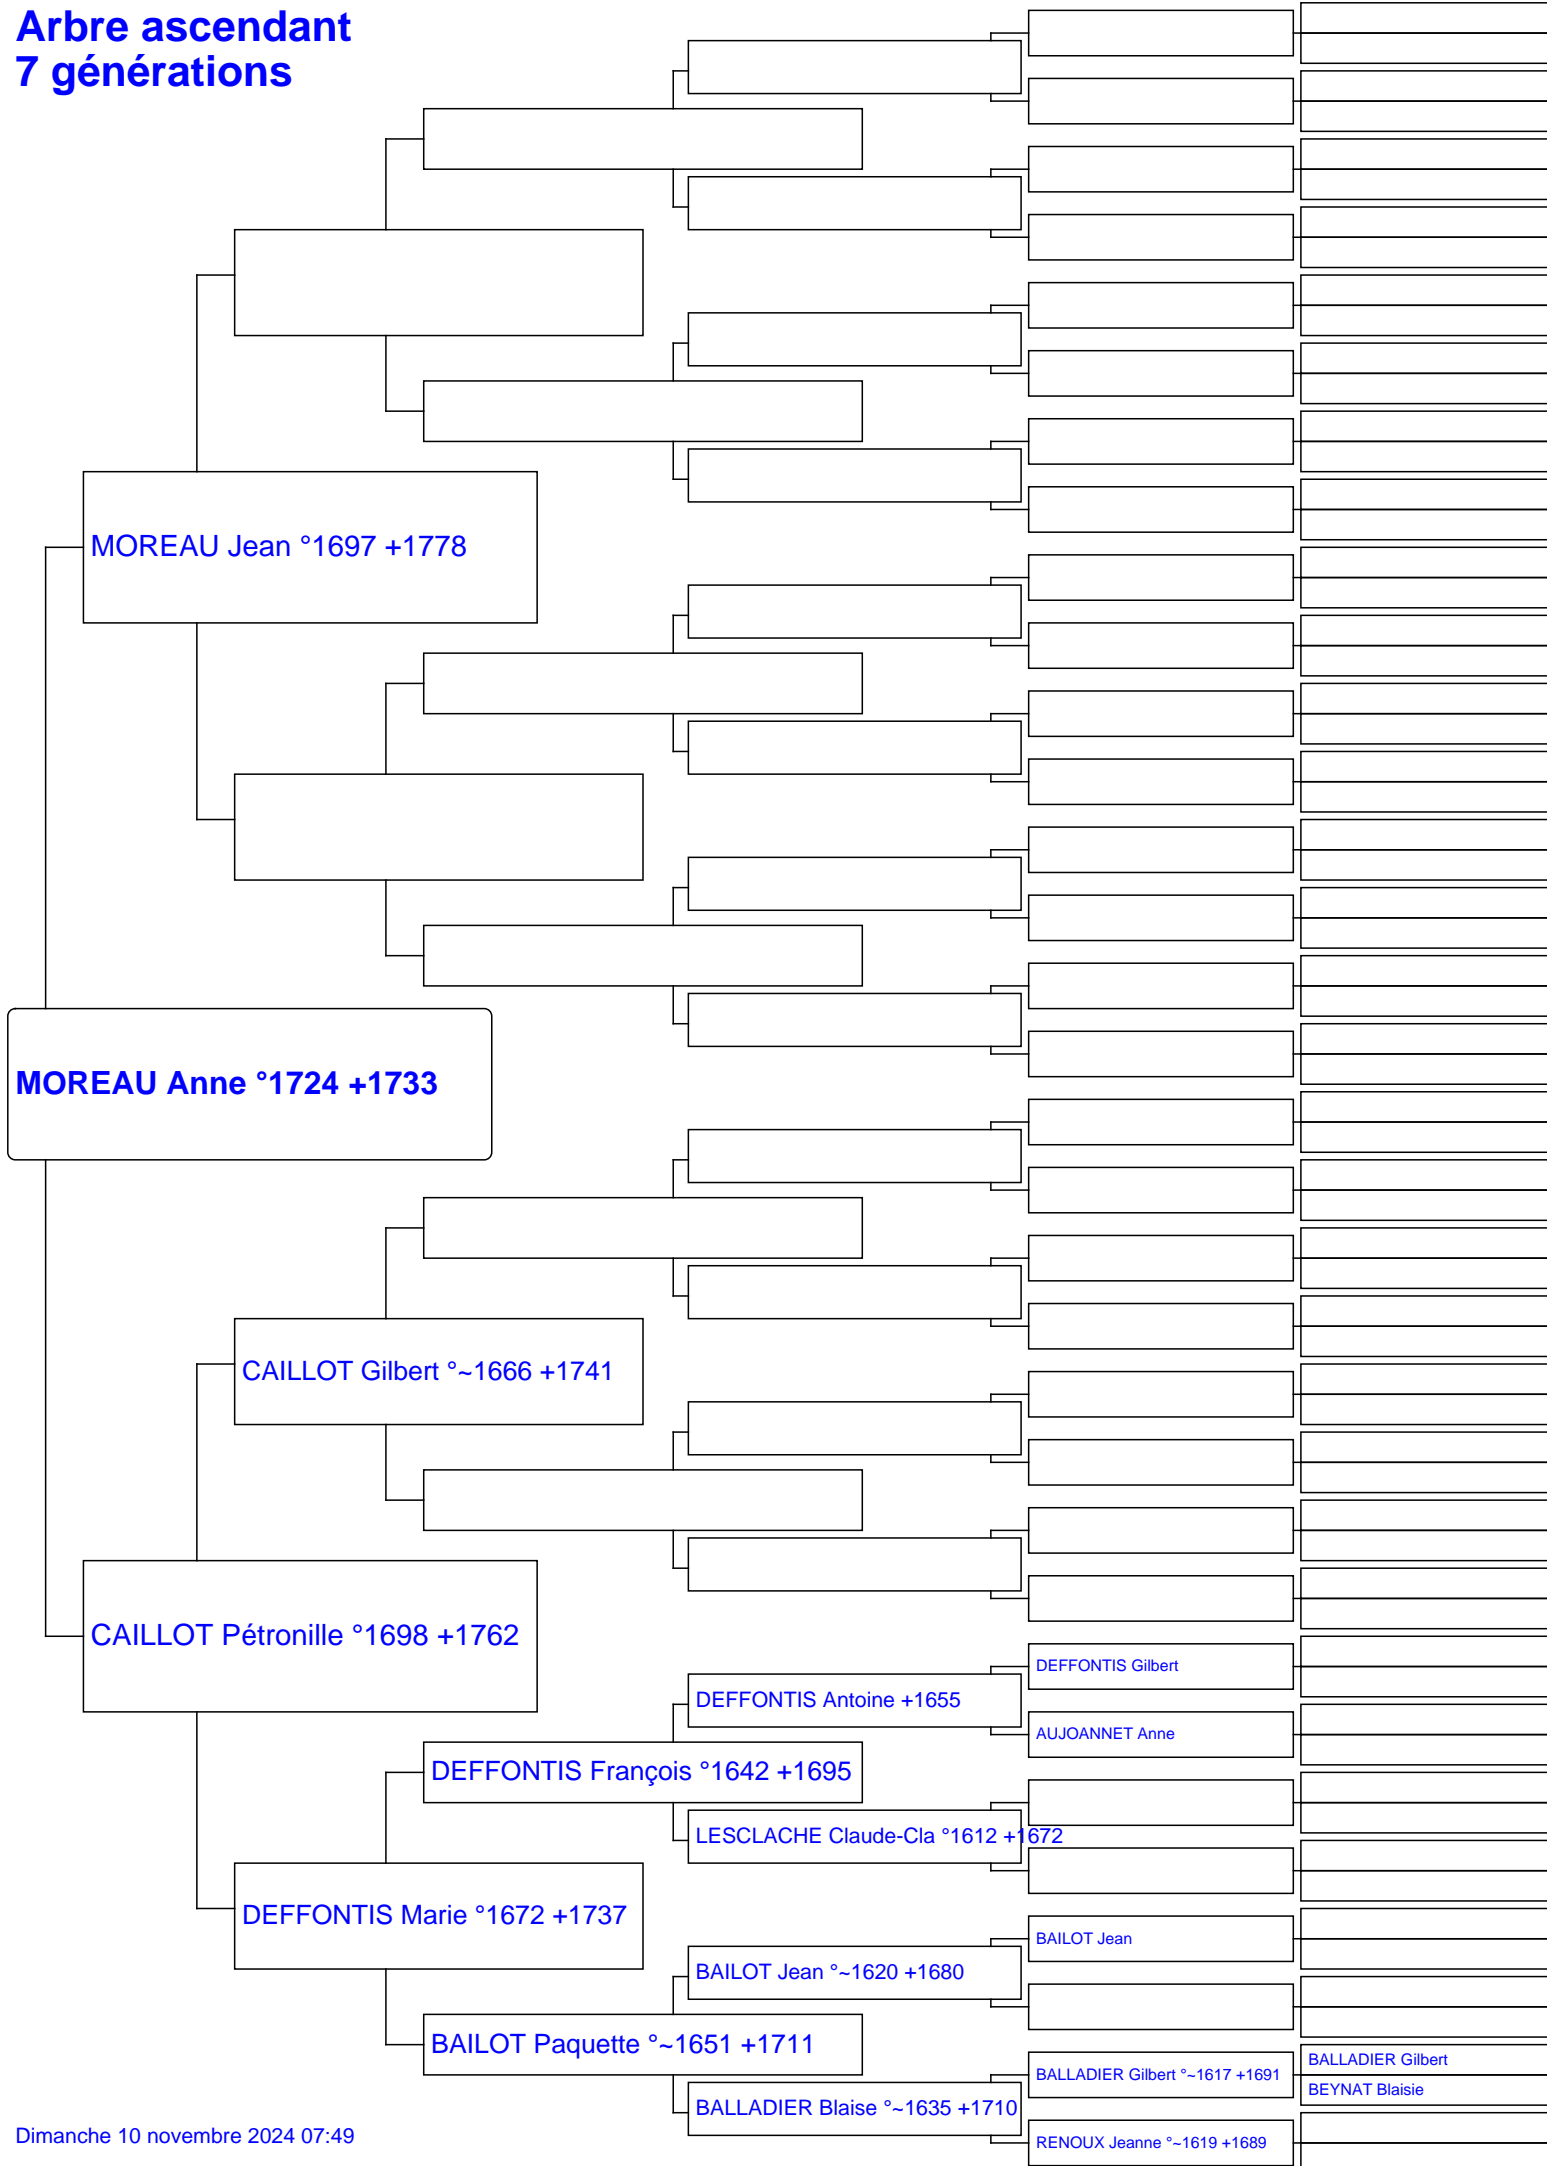 Arbre ascendant
7 générations
MOREAU Jean °1697 +1778
MOREAU Anne °1724 +1733
CAILLOT Gilbert °~1666 +1741
CAILLOT Pétronille °1698 +1762
DEFFONTIS Gilbert
DEFFONTIS Antoine +1655
AUJOANNET Anne
DEFFONTIS François °1642 +1695
LESCLACHE Claude-Cla °1612 +1672
DEFFONTIS Marie °1672 +1737
BAILOT Jean
BAILOT Jean °~1620 +1680
BAILOT Paquette °~1651 +1711
BALLADIER Gilbert
BALLADIER Gilbert °~1617 +1691
BEYNAT Blaisie
BALLADIER Blaise °~1635 +1710
RENOUX Jeanne °~1619 +1689
Dimanche 10 novembre 2024 07:49